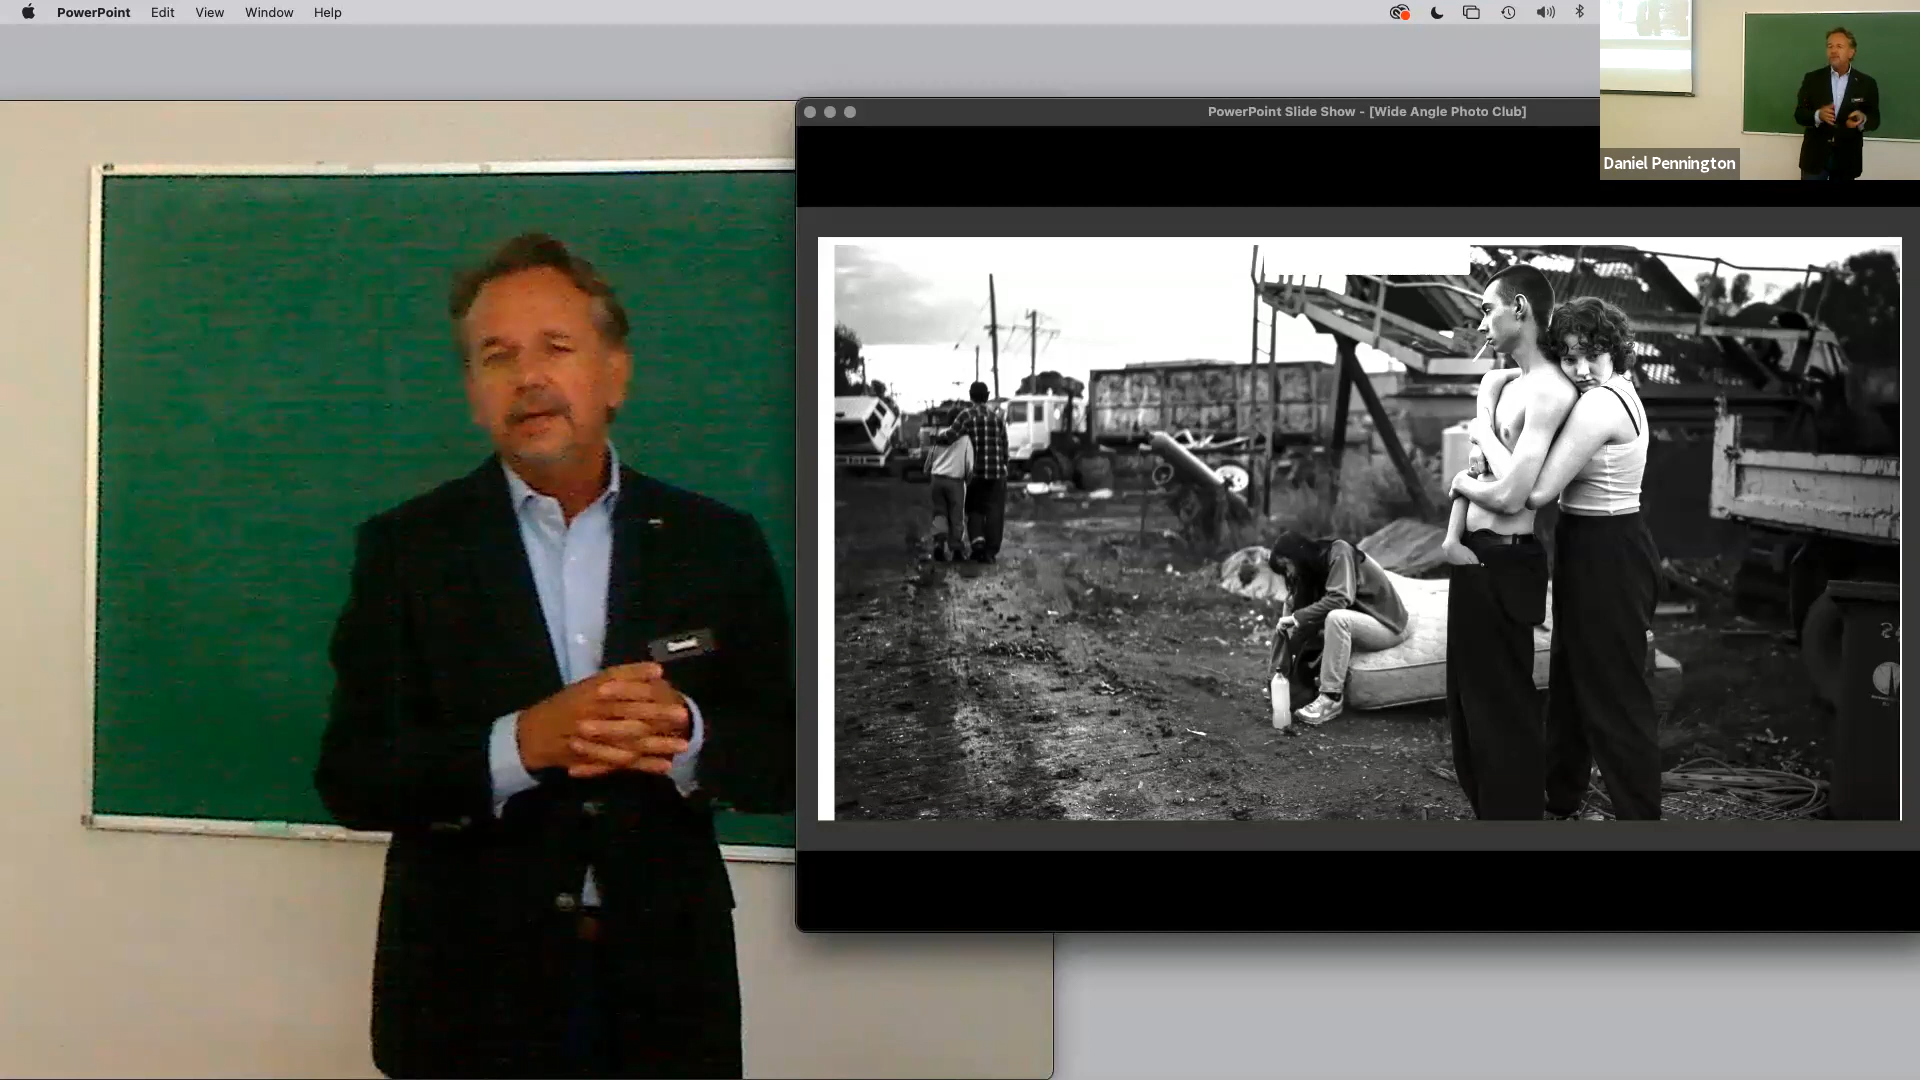 PowerPoint Edit View Window Help
PowerPoint Slide Show - [Wide Angle Photo Club]
Daniel Pennington